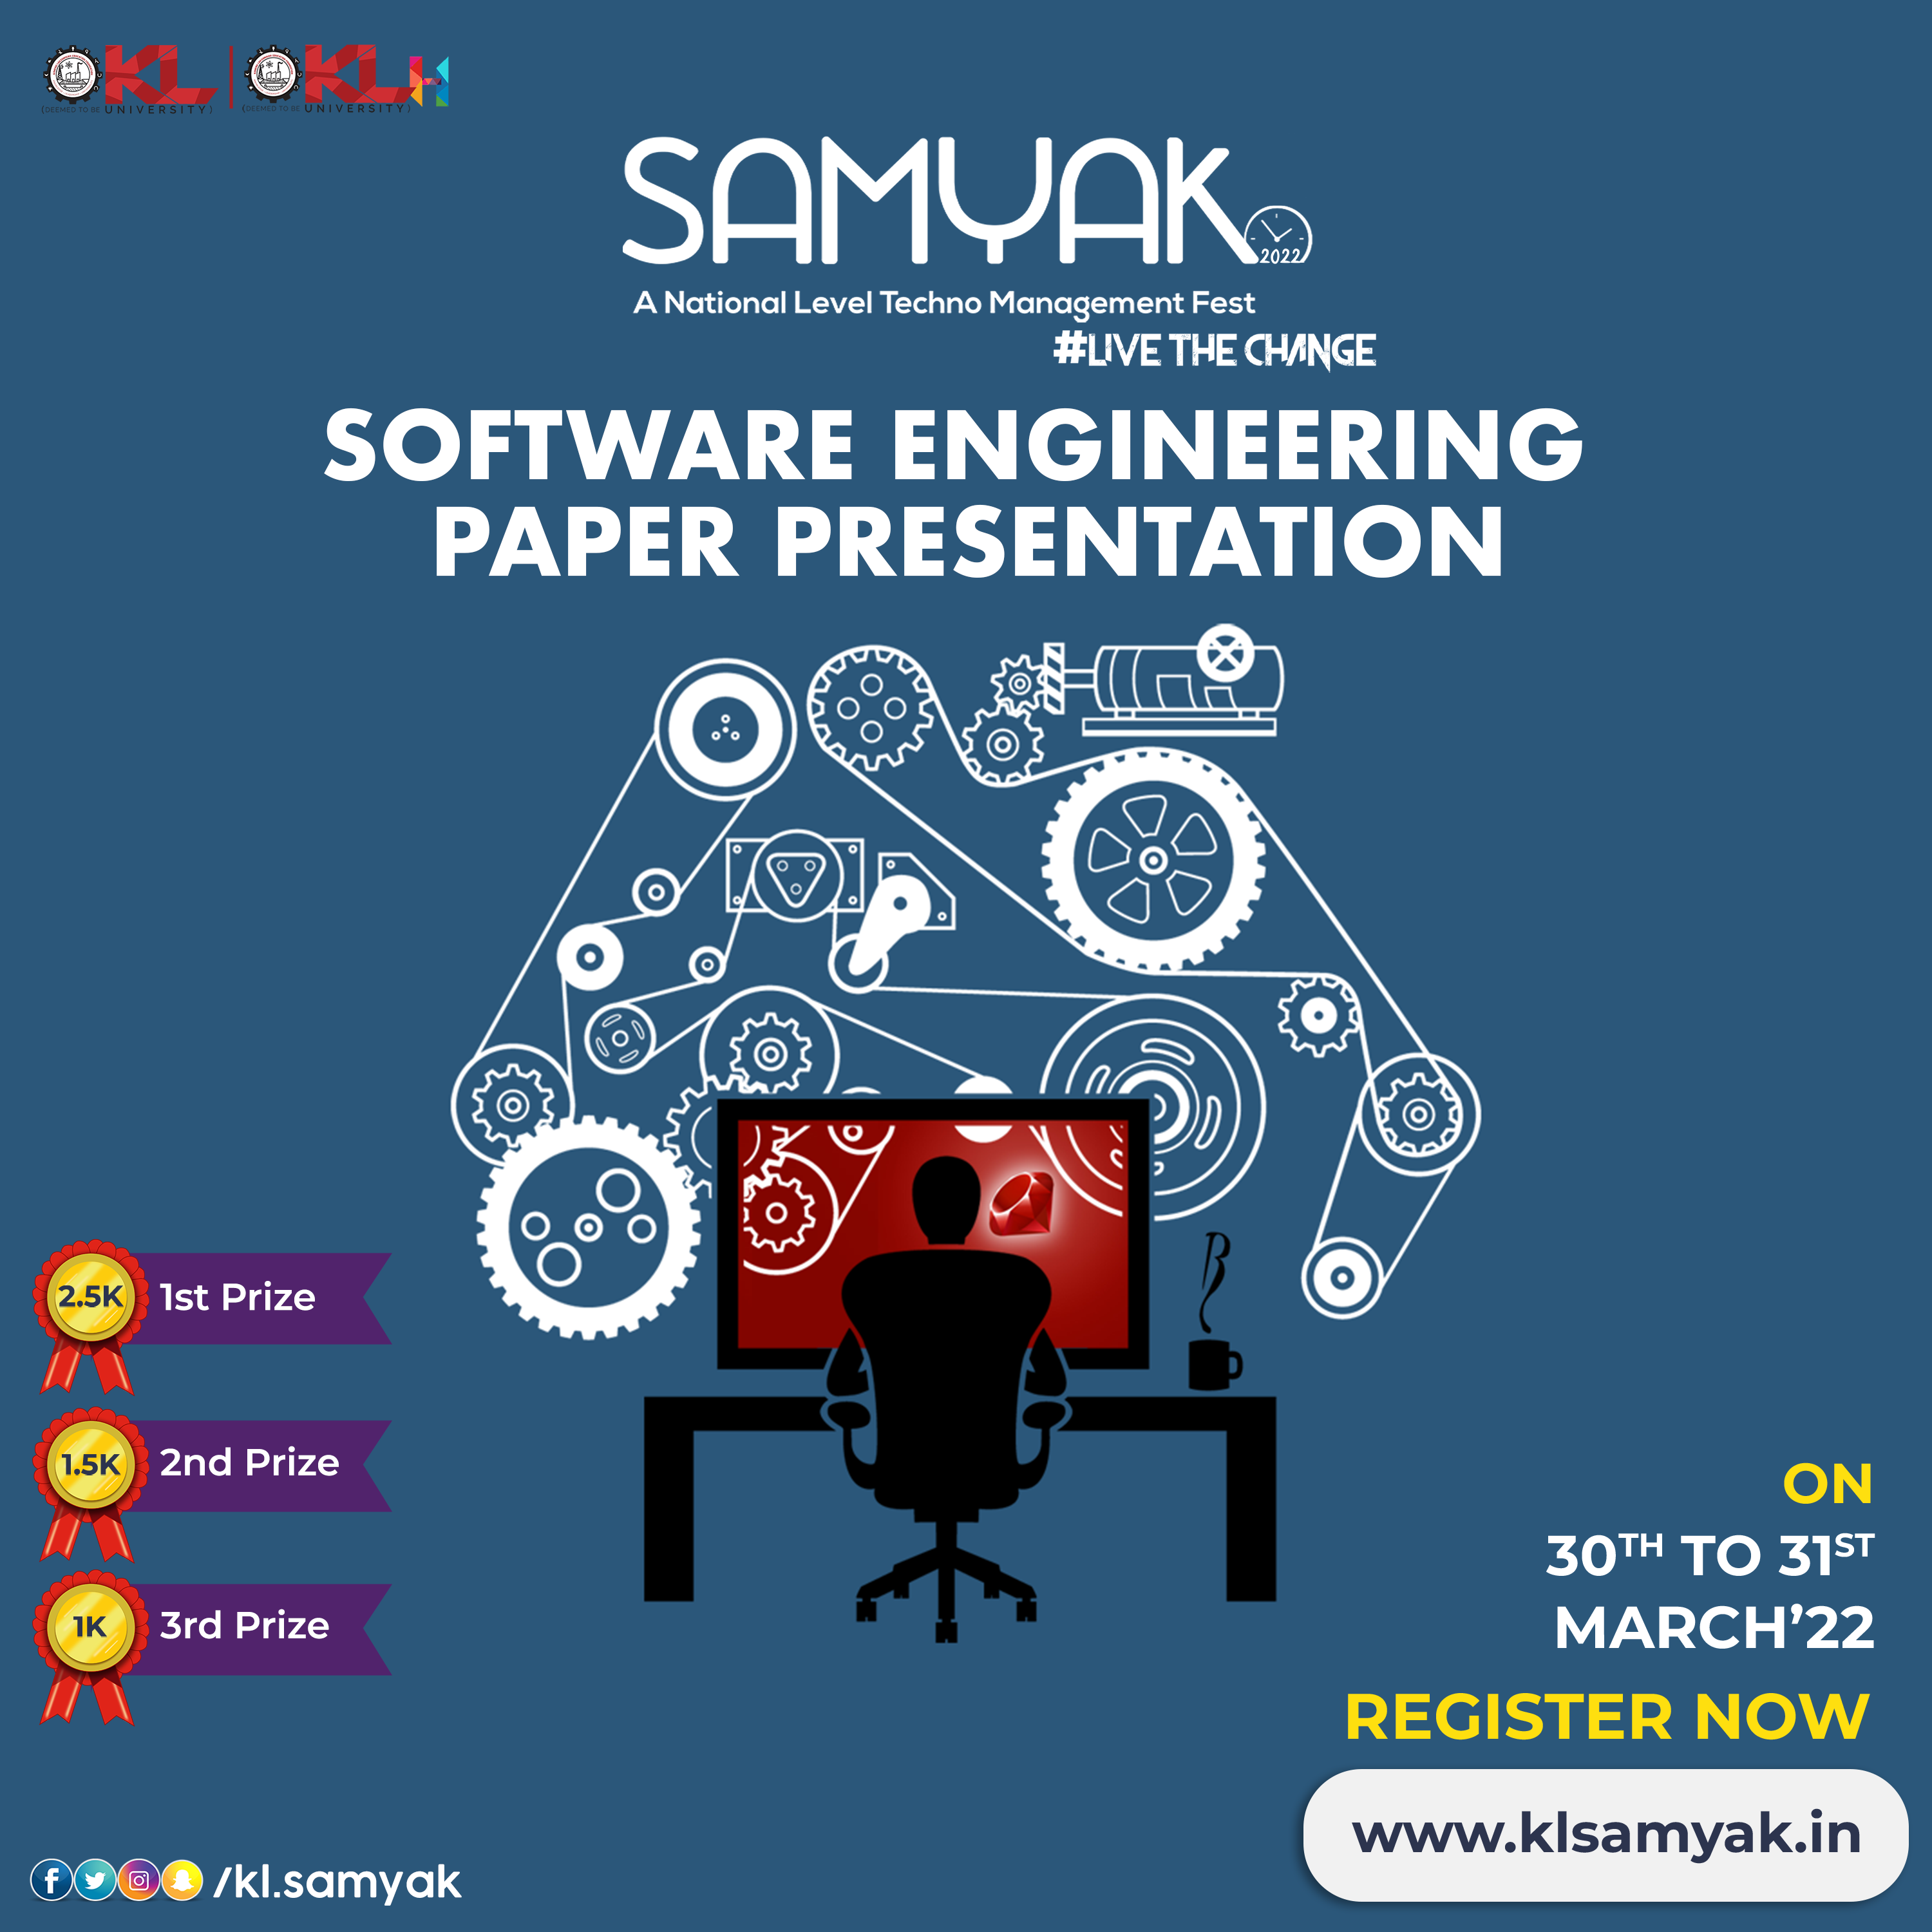 KL
(DEEMED TO BE UNIVERSITY)
KLH
(DEEMED TO BE UNIVERSITY)
SAMYAK
2022
A National Level Techno Management Fest
#LIVE THE CHANGE
SOFTWARE ENGINEERING
PAPER PRESENTATION
2.5K 1st Prize
1.5K 2nd Prize
1K 3rd Prize
ON
30TH TO 31ST
MARCH'22
REGISTER NOW
www.klsamyak.in
/kl.samyak